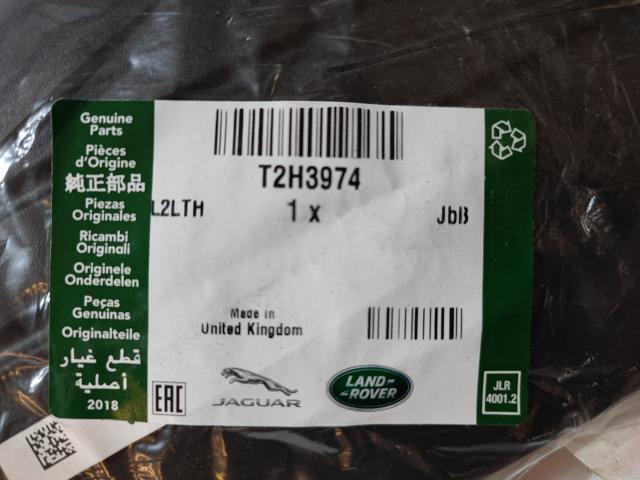 Genuine
Parts
Pièces
d'Origine
純正部品
Piezas
Originales
Ricambi
Originali
Originele
Onderdelen
Peças
Genuinas
Originalteile
قطع غيار
أصلية
2018
T2H3974
L2LTH 1 x JbB
Made in
United Kingdom
EAC
JAGUAR
LAND-
ROVER
JLR
4001.2